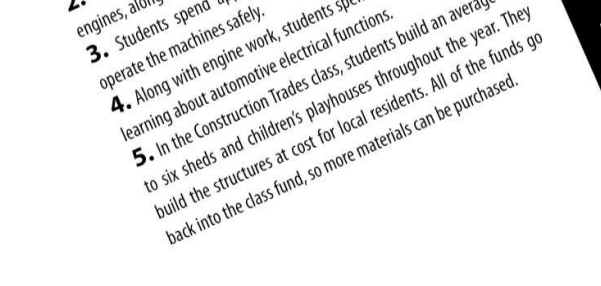 2.
engines,
3. Students spend
operate the machines safely.
4. Along with engine work, students
learning about automotive electrical functions.
5. In the Construction Trades class, students build an average
to six sheds and children's playhouses throughout the year. They
build the structures at cost for local residents. All of the funds go
back into the class fund, so more materials can be purchased.